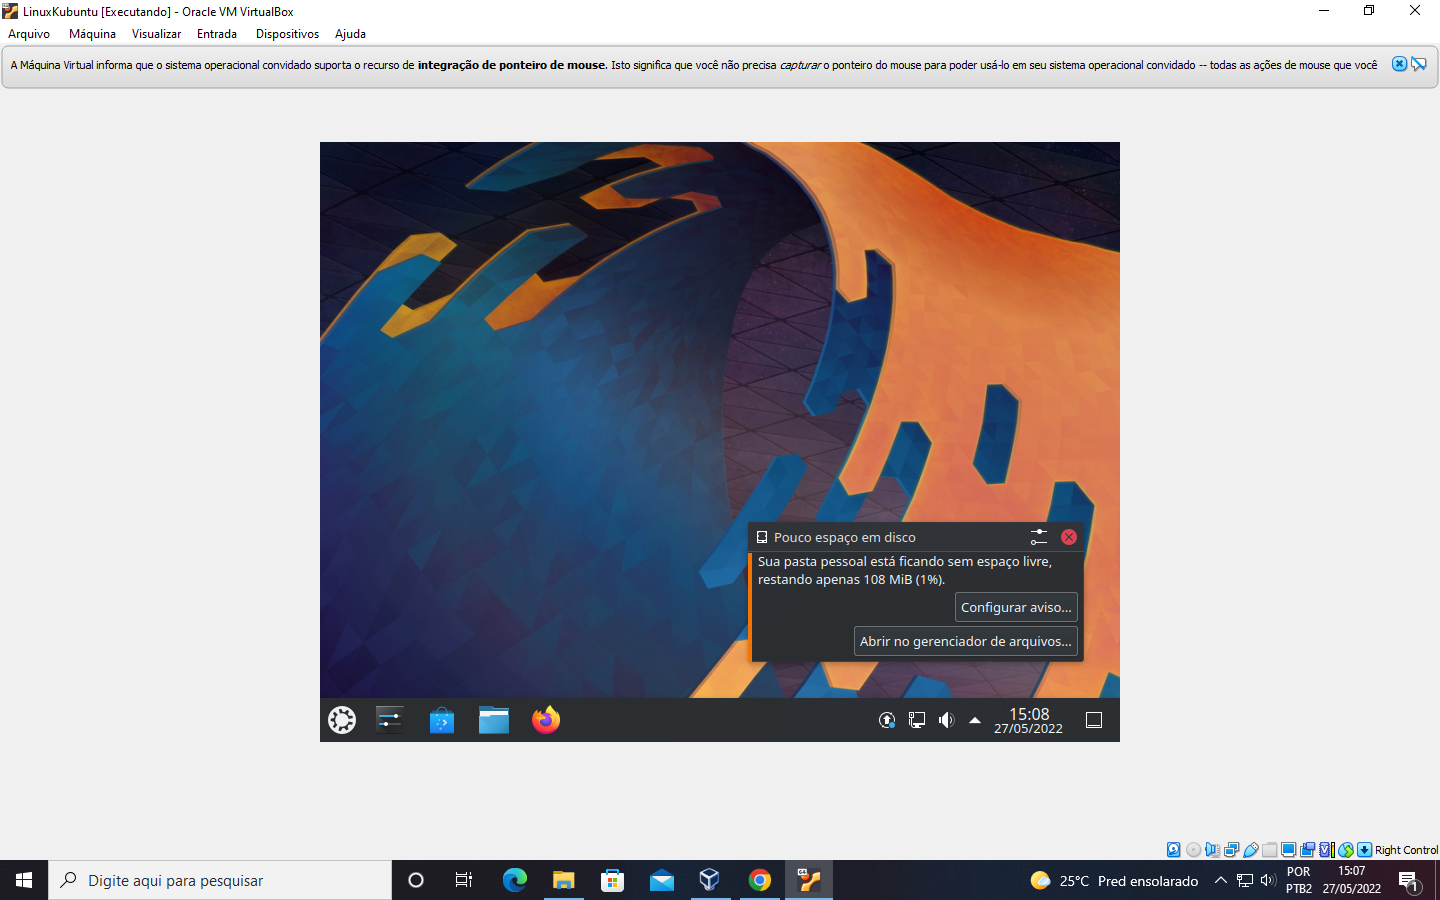 LinuxKubuntu [Executando] - Oracle VM VirtualBox
Arquivo Máquina Visualizar Entrada Dispositivos Ajuda
A Máquina Virtual informa que o sistema operacional convidado suporta o recurso de integração de ponteiro de mouse. Isto significa que você não precisa capturar o ponteiro do mouse para poder usá-lo em seu sistema operacional convidado -- todas as ações de mouse que você
Pouco espaço em disco
Sua pasta pessoal está ficando sem espaço livre,
restando apenas 108 MiB (1%).
Configurar aviso...
Abrir no gerenciador de arquivos...
15:08
27/05/2022
Right Control
Digite aqui para pesquisar
64
25°C Pred ensolarado
POR
PTB2
15:07
27/05/2022
1